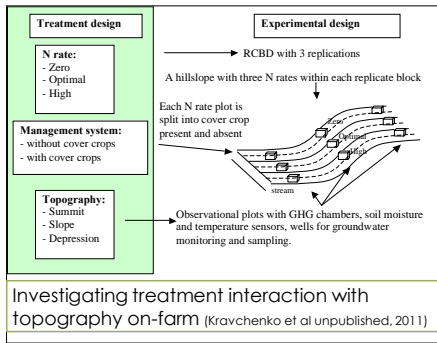 Treatment design
Experimental design
N rate:
- Zero
- Optimal
- High
RCBD with 3 replications
A hillslope with three N rates within each replicate block
Each N rate plot is
split into cover crop
present and absent
Management system:
- without cover crops
- with cover crops
Zero
Optimal
High
stream
Topography:
- Summit
- Slope
- Depression
Observational plots with GHG chambers, soil moisture
and temperature sensors, wells for groundwater
monitoring and sampling.
Investigating treatment interaction with
topography on-farm (Kravchenko et al unpublished, 2011)